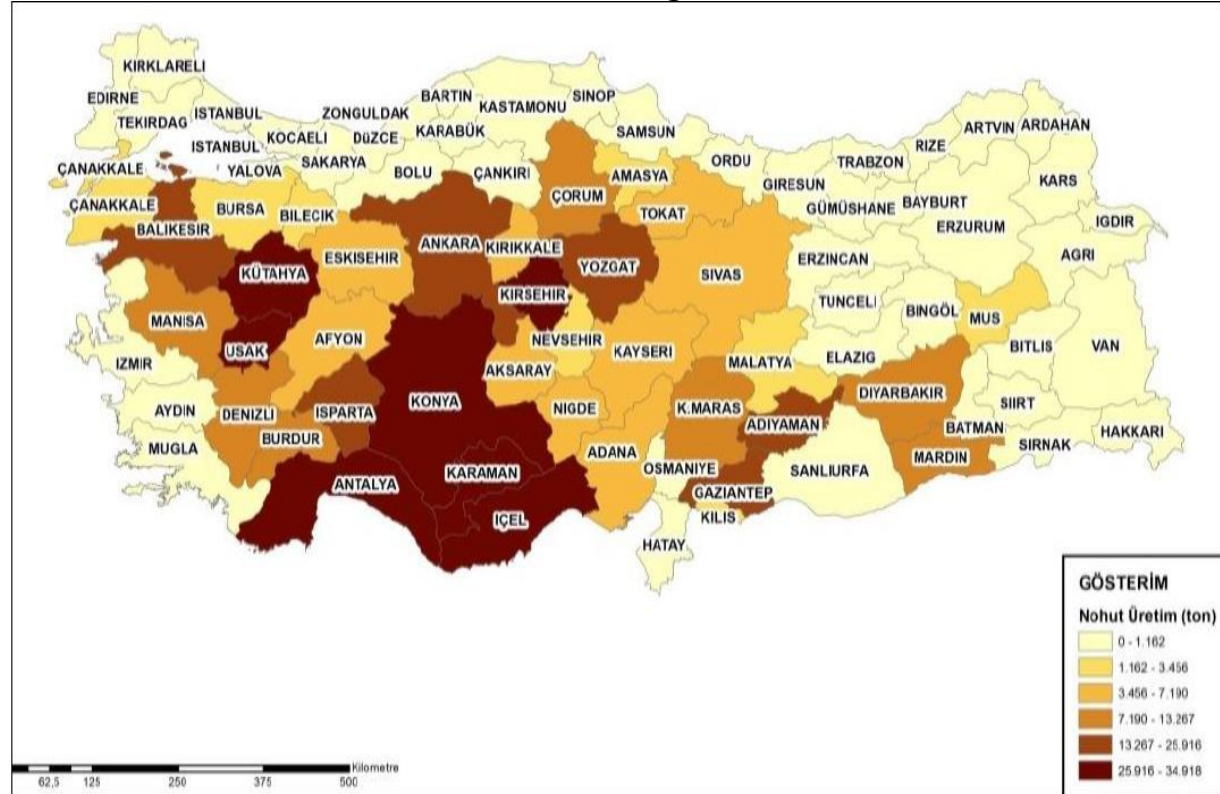 KIRKLARELI
EDIRNE
TEKIRDAG
ISTANBUL
ISTANBUL
KOCAELI
YALOVA
SAKARYA
ZONGULDAK
DÜZCE
BARTIN
KARABÜK
BOLU
KASTAMONU
ÇANKIRI
SINOP
SAMSUN
ORDU
GIRESUN
TRABZON
GÜMÜSHANE
RIZE
BAYBURT
ARTVIN
ARDAHAN
KARS
IGDIR
ERZURUM
AGRI
ÇANAKKALE
ÇANAKKALE
BALIKESIR
BURSA
BILECIK
KÜTAHYA
ESKISEHIR
ANKARA
KIRIKKALE
ÇORUM
AMASYA
TOKAT
YOZGAT
SIVAS
ERZINCAN
TUNCELI
BINGÖL
MUS
BITLIS
VAN
MANISA
USAK
AFYON
KIRSEHIR
NEVSEHIR
KAYSERI
MALATYA
ELAZIG
IZMIR
AYDIN
DENIZLI
ISPARTA
KONYA
AKSARAY
NIGDE
K.MARAS
ADIYAMAN
DIYARBAKIR
BATMAN
SIIRT
SIRNAK
HAKKARI
MUGLA
BURDUR
ANTALYA
KARAMAN
IÇEL
ADANA
OSMANIYE
GAZIANTEP
KILIS
SANLIURFA
MARDIN
HATAY
GÖSTERİM
Nohut Üretim (ton)
0 - 1.162
1.162 - 3.456
3.456 - 7.190
7.190 - 13.267
13.267 - 25.916
25.916 - 34.918
Kilometre
62,5 125 250 375 500